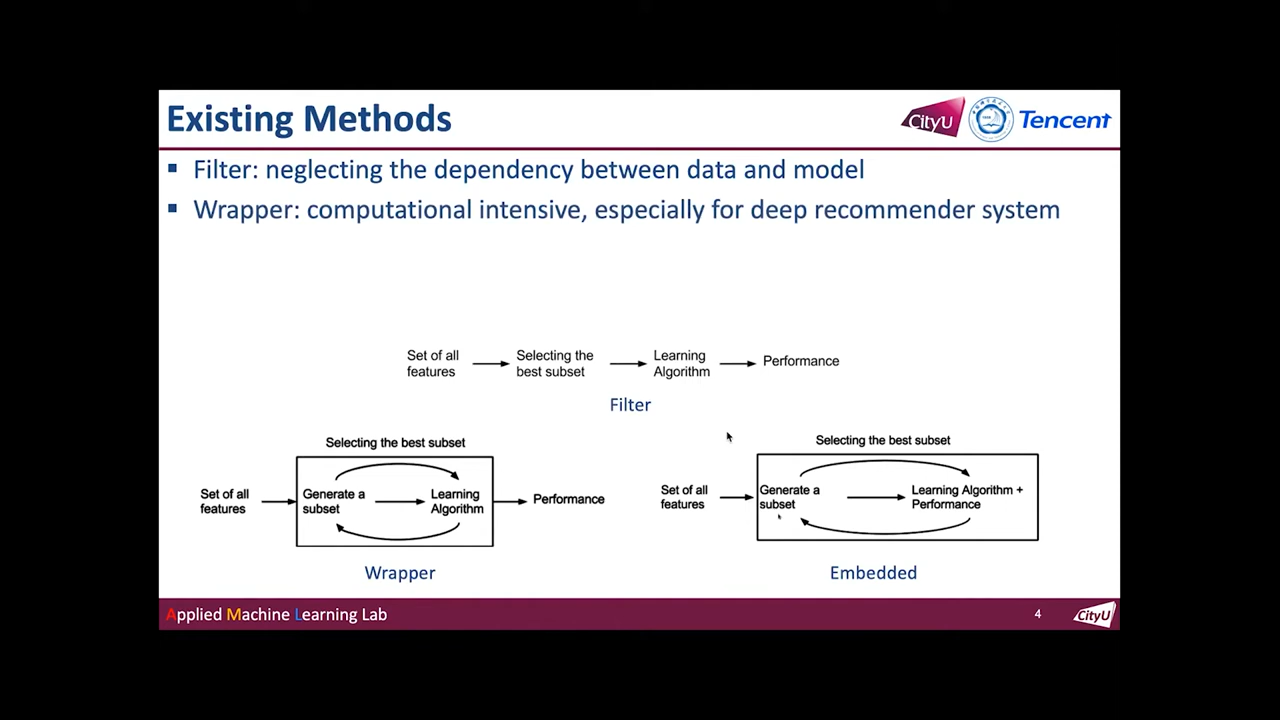 Existing Methods
CityU
Tencent
Filter: neglecting the dependency between data and model
Wrapper: computational intensive, especially for deep recommender system
Set of all features
Selecting the best subset
Learning Algorithm
Performance
Filter
Selecting the best subset
Set of all features
Generate a subset
Learning Algorithm
Performance
Wrapper
Selecting the best subset
Set of all features
Generate a subset
Learning Algorithm + Performance
Embedded
Applied Machine Learning Lab
4
CityU